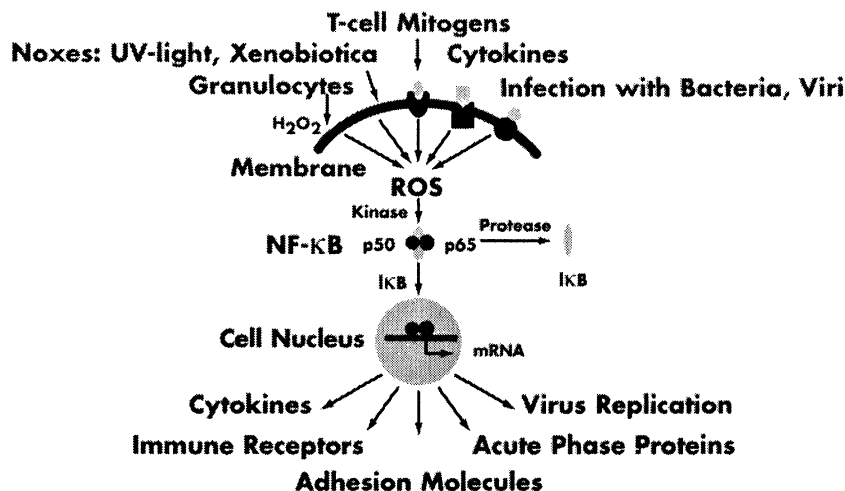 T-cell Mitogens
Noxes: UV-light, Xenobiotica
Cytokines
Granulocytes
Infection with Bacteria, Viri
H₂O₂
Membrane
ROS
Kinase
Protease
NF-κB
p50
p65
IκB
IκB
Cell Nucleus
mRNA
Cytokines
Virus Replication
Immune Receptors
Acute Phase Proteins
Adhesion Molecules